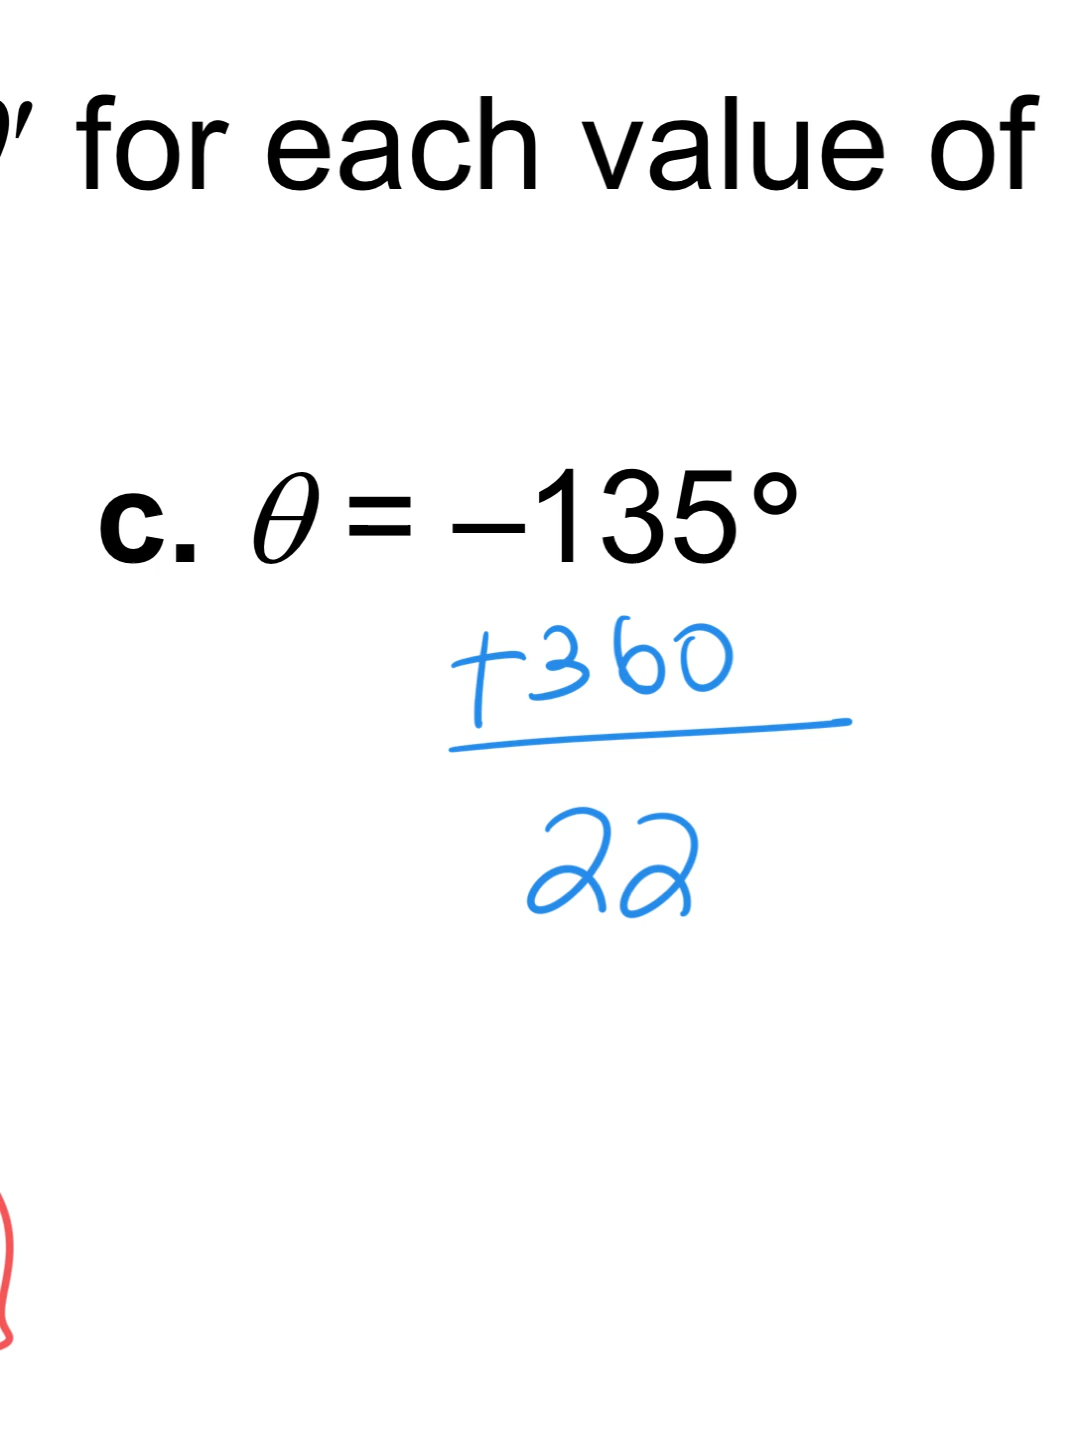 ′ for each value of
c. θ = –135°
+360
22